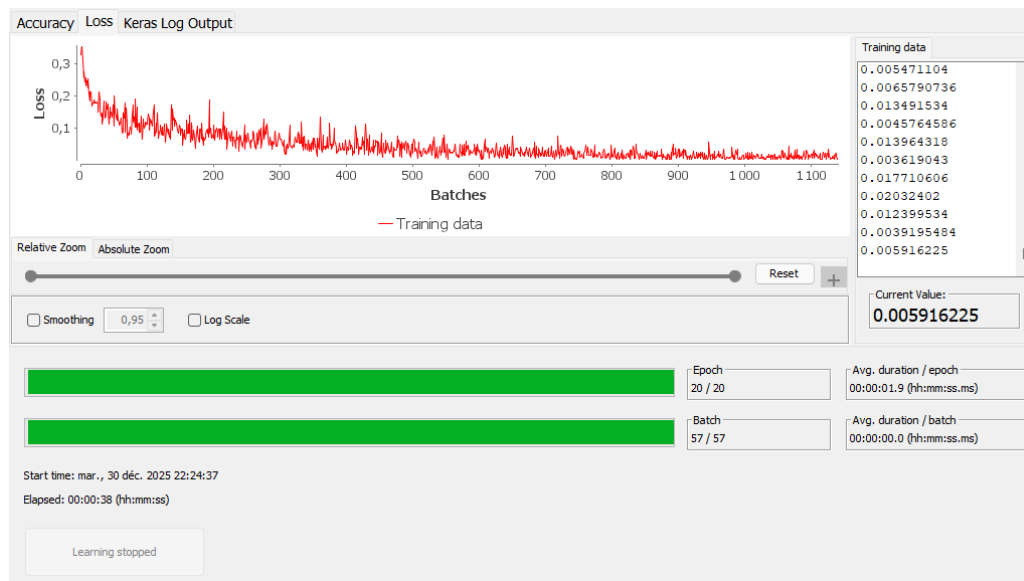 Accuracy Loss Keras Log Output
Training data
0,3
0,2
0,1
Loss
0 100 200 300 400 500 600 700 800 900 1 000 1 100
Batches
Training data
0.005471104
0.0065790736
0.013491534
0.0045764586
0.013964318
0.003619043
0.017710606
0.02032402
0.012399534
0.0039195484
0.005916225
Relative Zoom Absolute Zoom
Reset +
Smoothing 0,95 Log Scale
Current Value:
0.005916225
Epoch
20 / 20
Avg. duration / epoch
00:00:01.9 (hh:mm:ss.ms)
Batch
57 / 57
Avg. duration / batch
00:00:00.0 (hh:mm:ss.ms)
Start time: mar., 30 déc. 2025 22:24:37
Elapsed: 00:00:38 (hh:mm:ss)
Learning stopped